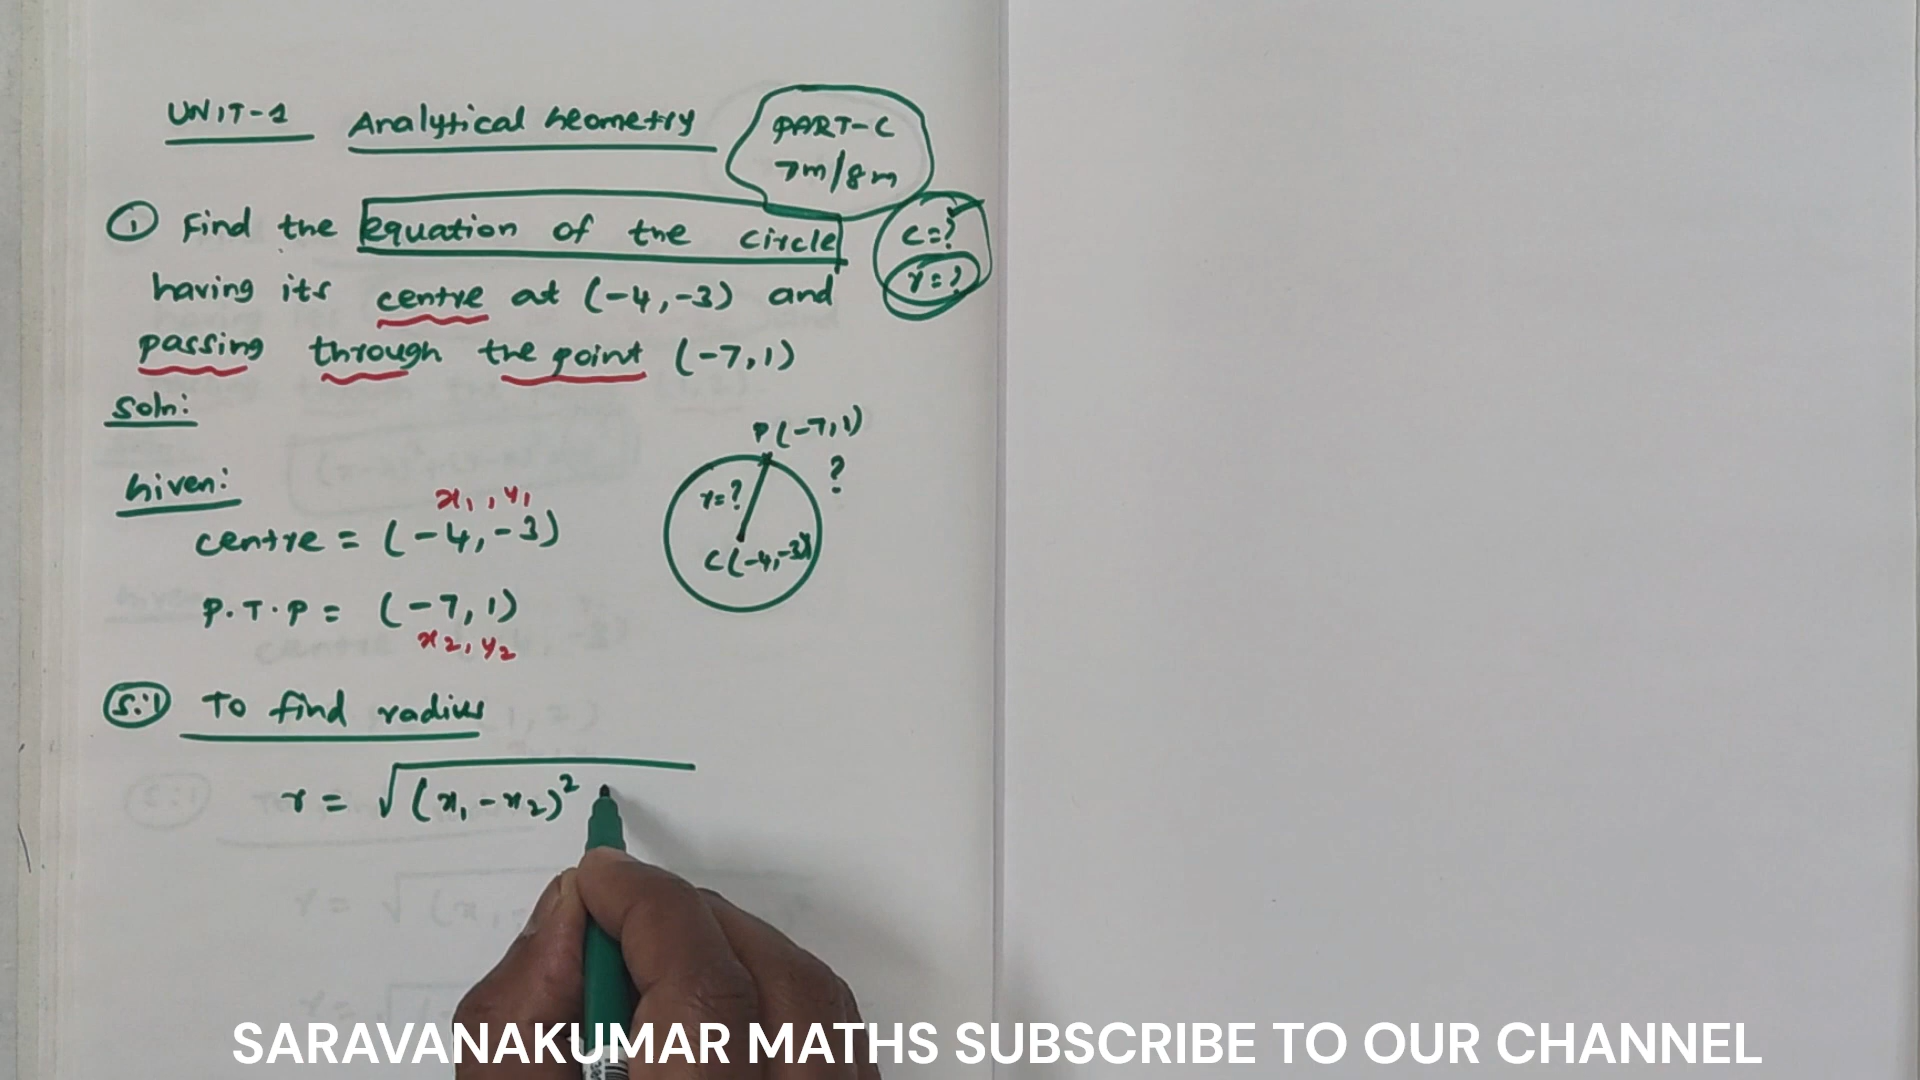 UNIT-1 Analytical Geometry
PART-C
7m/8m
① Find the equation of the circle
c=?
r=?
having its centre at (-4,-3) and
passing through the point (-7,1)
Soln:
P(-7,1)
?
r=?
C(-4,-3)
Given:
x₁, y₁
centre = (-4,-3)
P.T.P = (-7,1)
x₂, y₂
S:1 To find radius
r = √(x₁-x₂)²
SARAVANAKUMAR MATHS SUBSCRIBE TO OUR CHANNEL